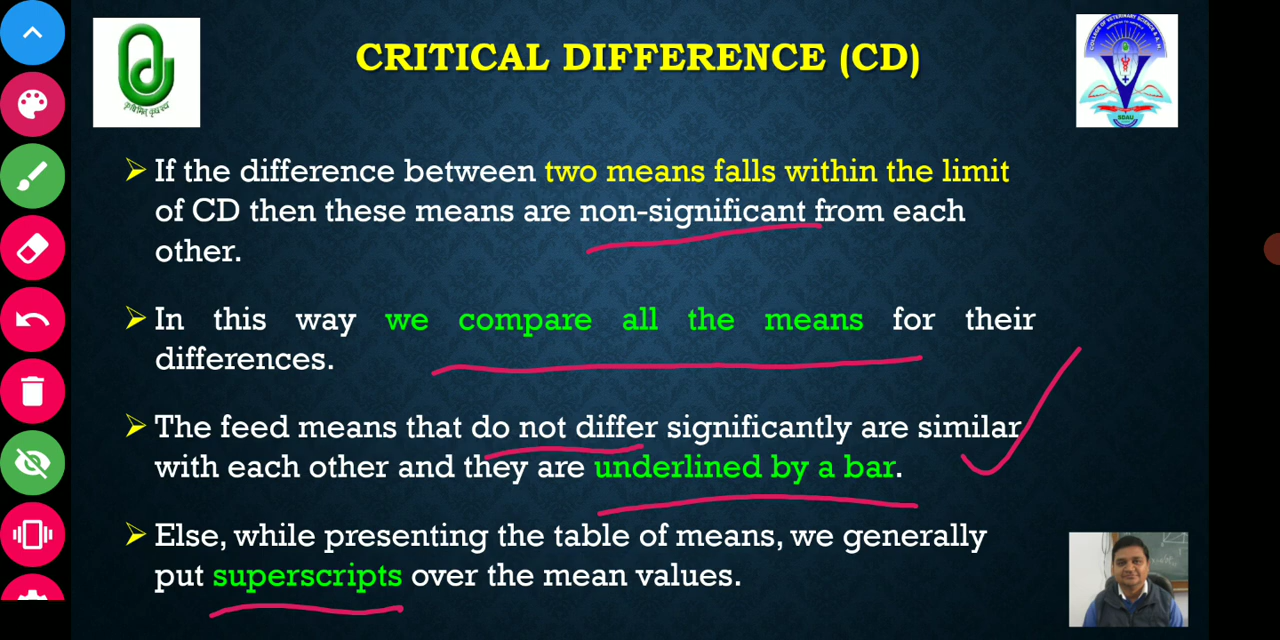 CRITICAL DIFFERENCE (CD)
If the difference between two means falls within the limit
of CD then these means are non-significant from each
other.
In this way we compare all the means for their
differences.
The feed means that do not differ significantly are similar
with each other and they are underlined by a bar.
Else, while presenting the table of means, we generally
put superscripts over the mean values.